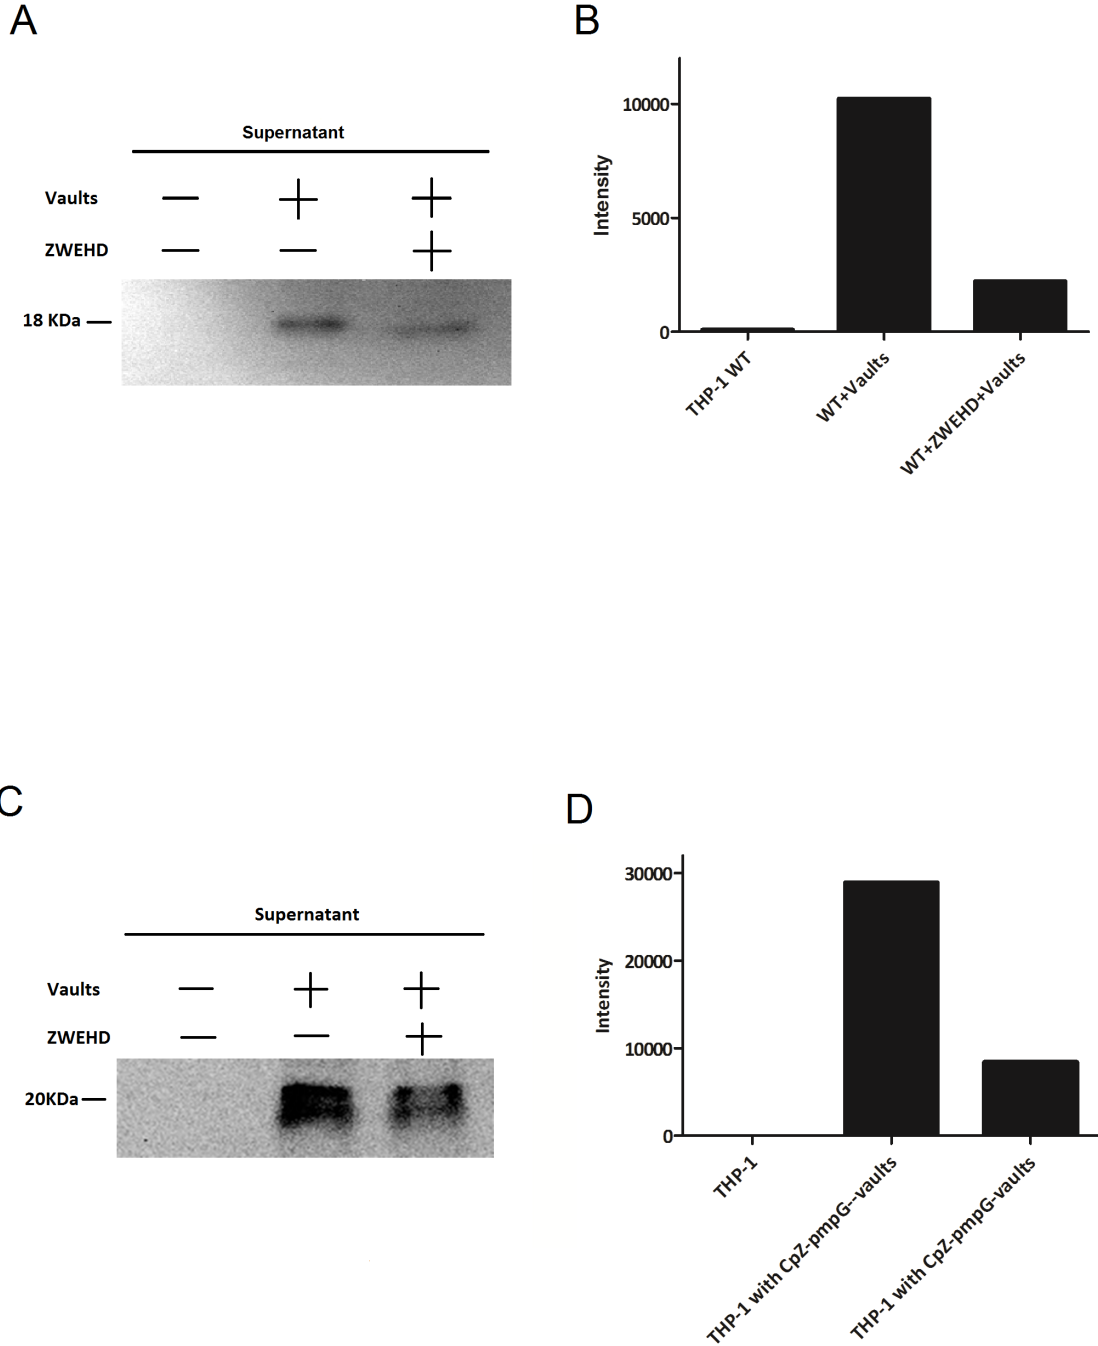 A
Supernatant
Vaults — + +
ZWEHD — — +
18 KDa —
B
Intensity
10000
5000
0
THP-1 WT
WT+Vaults
WT+ZWEHD+Vaults
C
Supernatant
Vaults — + +
ZWEHD — — +
20KDa —
D
Intensity
30000
20000
10000
0
THP-1
THP-1 with CpZ-pmpG--vaults
THP-1 with CpZ-pmpG-vaults